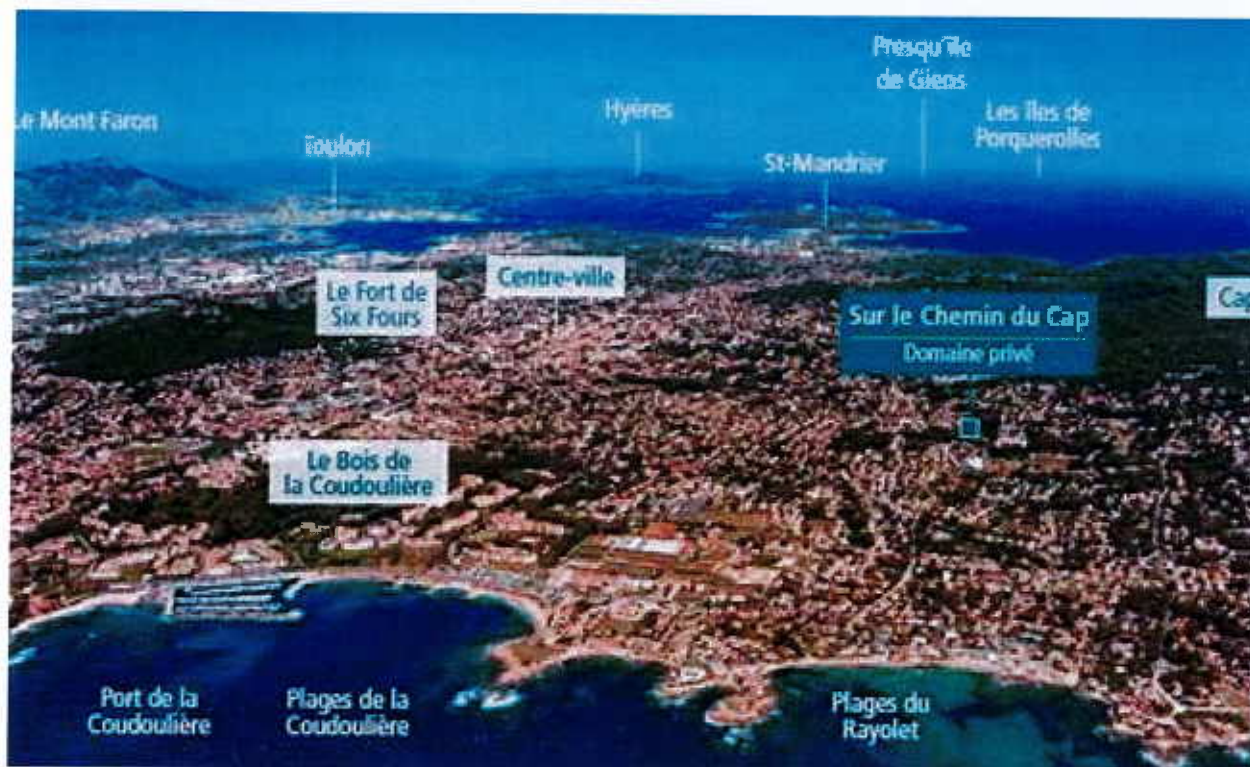 Presqu'île
de Giens
Le Mont Faron
Hyères
Les îles de
Porquerolles
Toulon
St-Mandrier
Centre-ville
Le Fort de
Six Fours
Cap
Sur le Chemin du Cap
Domaine privé
Le Bois de
la Coudoulière
Port de la
Coudoulière
Plages de la
Coudoulière
Plages du
Rayolet